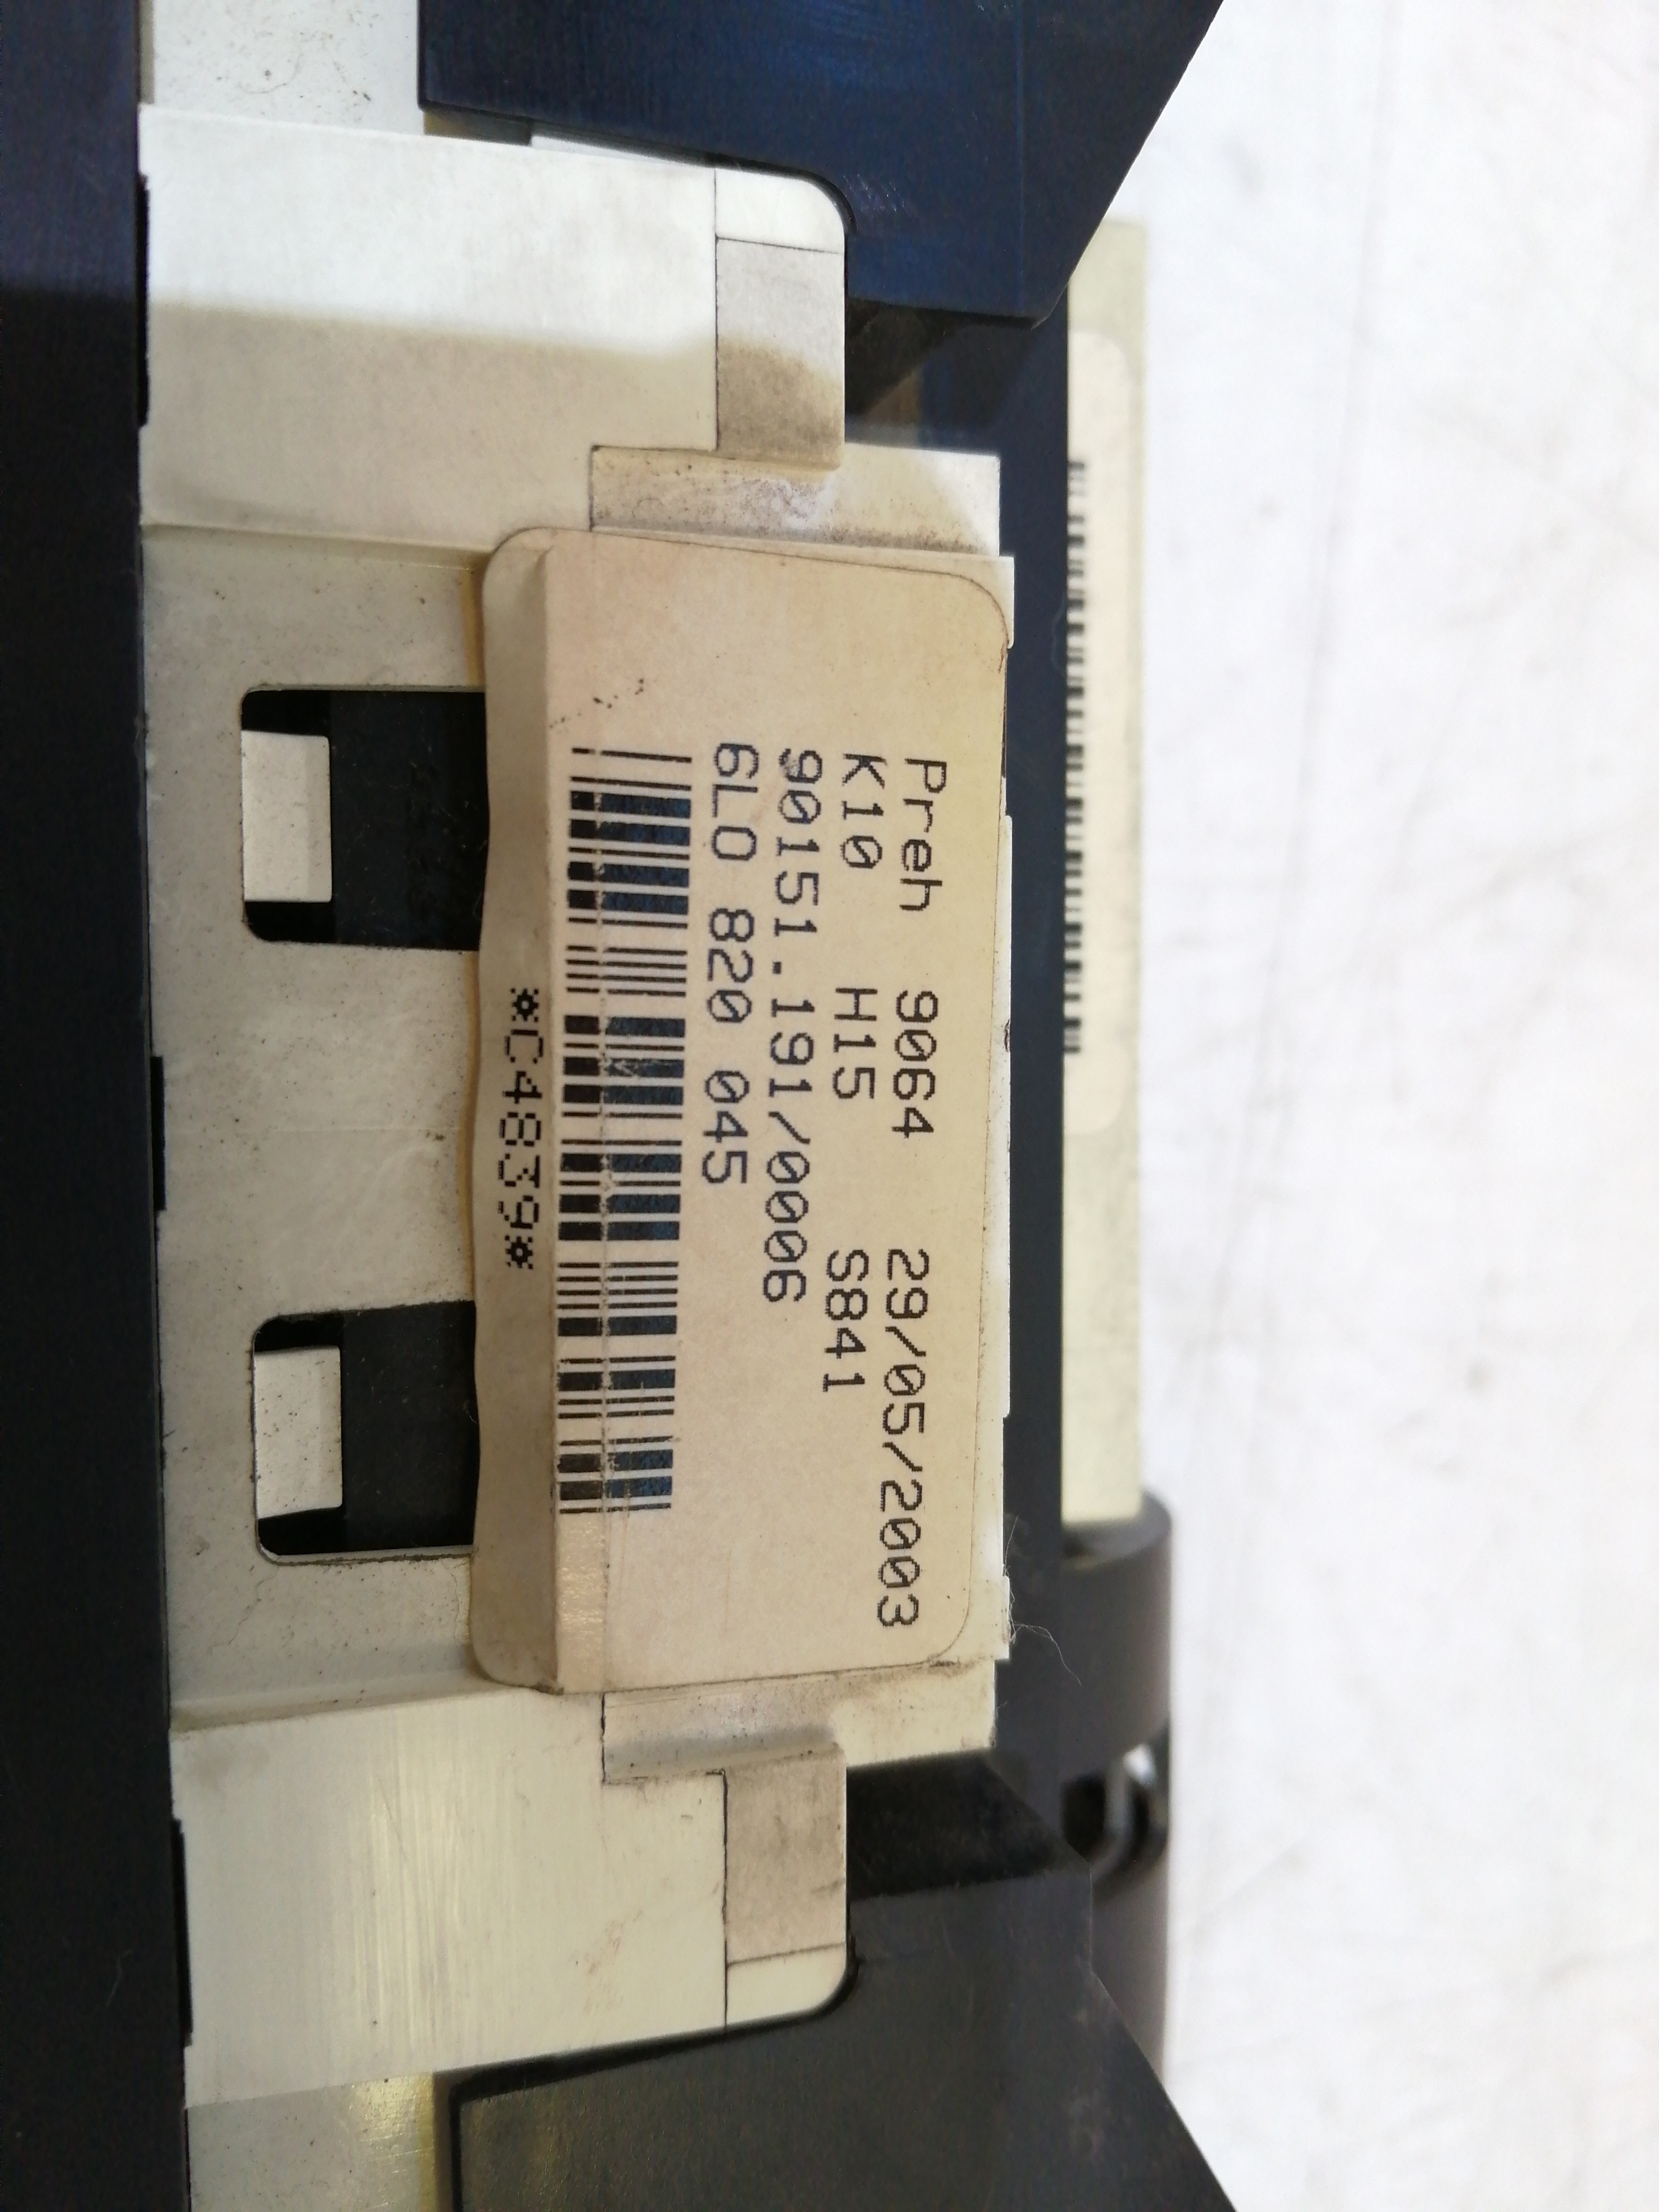 Preh 9064 29/05/2003
K10 H15 S841
90151.191/0006
6L0 820 045
*C4839*